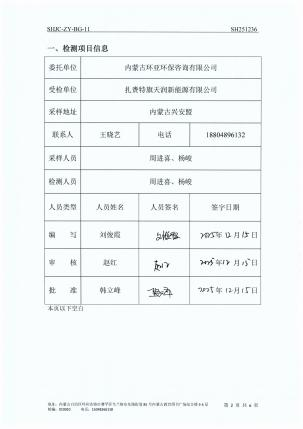 SHJC-ZY-BG-11 SH251236
一、检测项目信息
委托单位 内蒙古环亚环保咨询有限公司
受检单位 扎赉特旗天润新能源有限公司
采样地址 内蒙古兴安盟
联系人 王晓艺 电话 18804896132
采样人员 周进喜、杨峻
检测人员 周进喜、杨峻
人员类型 人员姓名 人员签名 签字日期
编 写 刘俊霞 2025年12月15日
审 核 赵红 2025年12月15日
批 准 韩立峰 2025年12月15日
本页以下空白
第 2 页 共 6 页